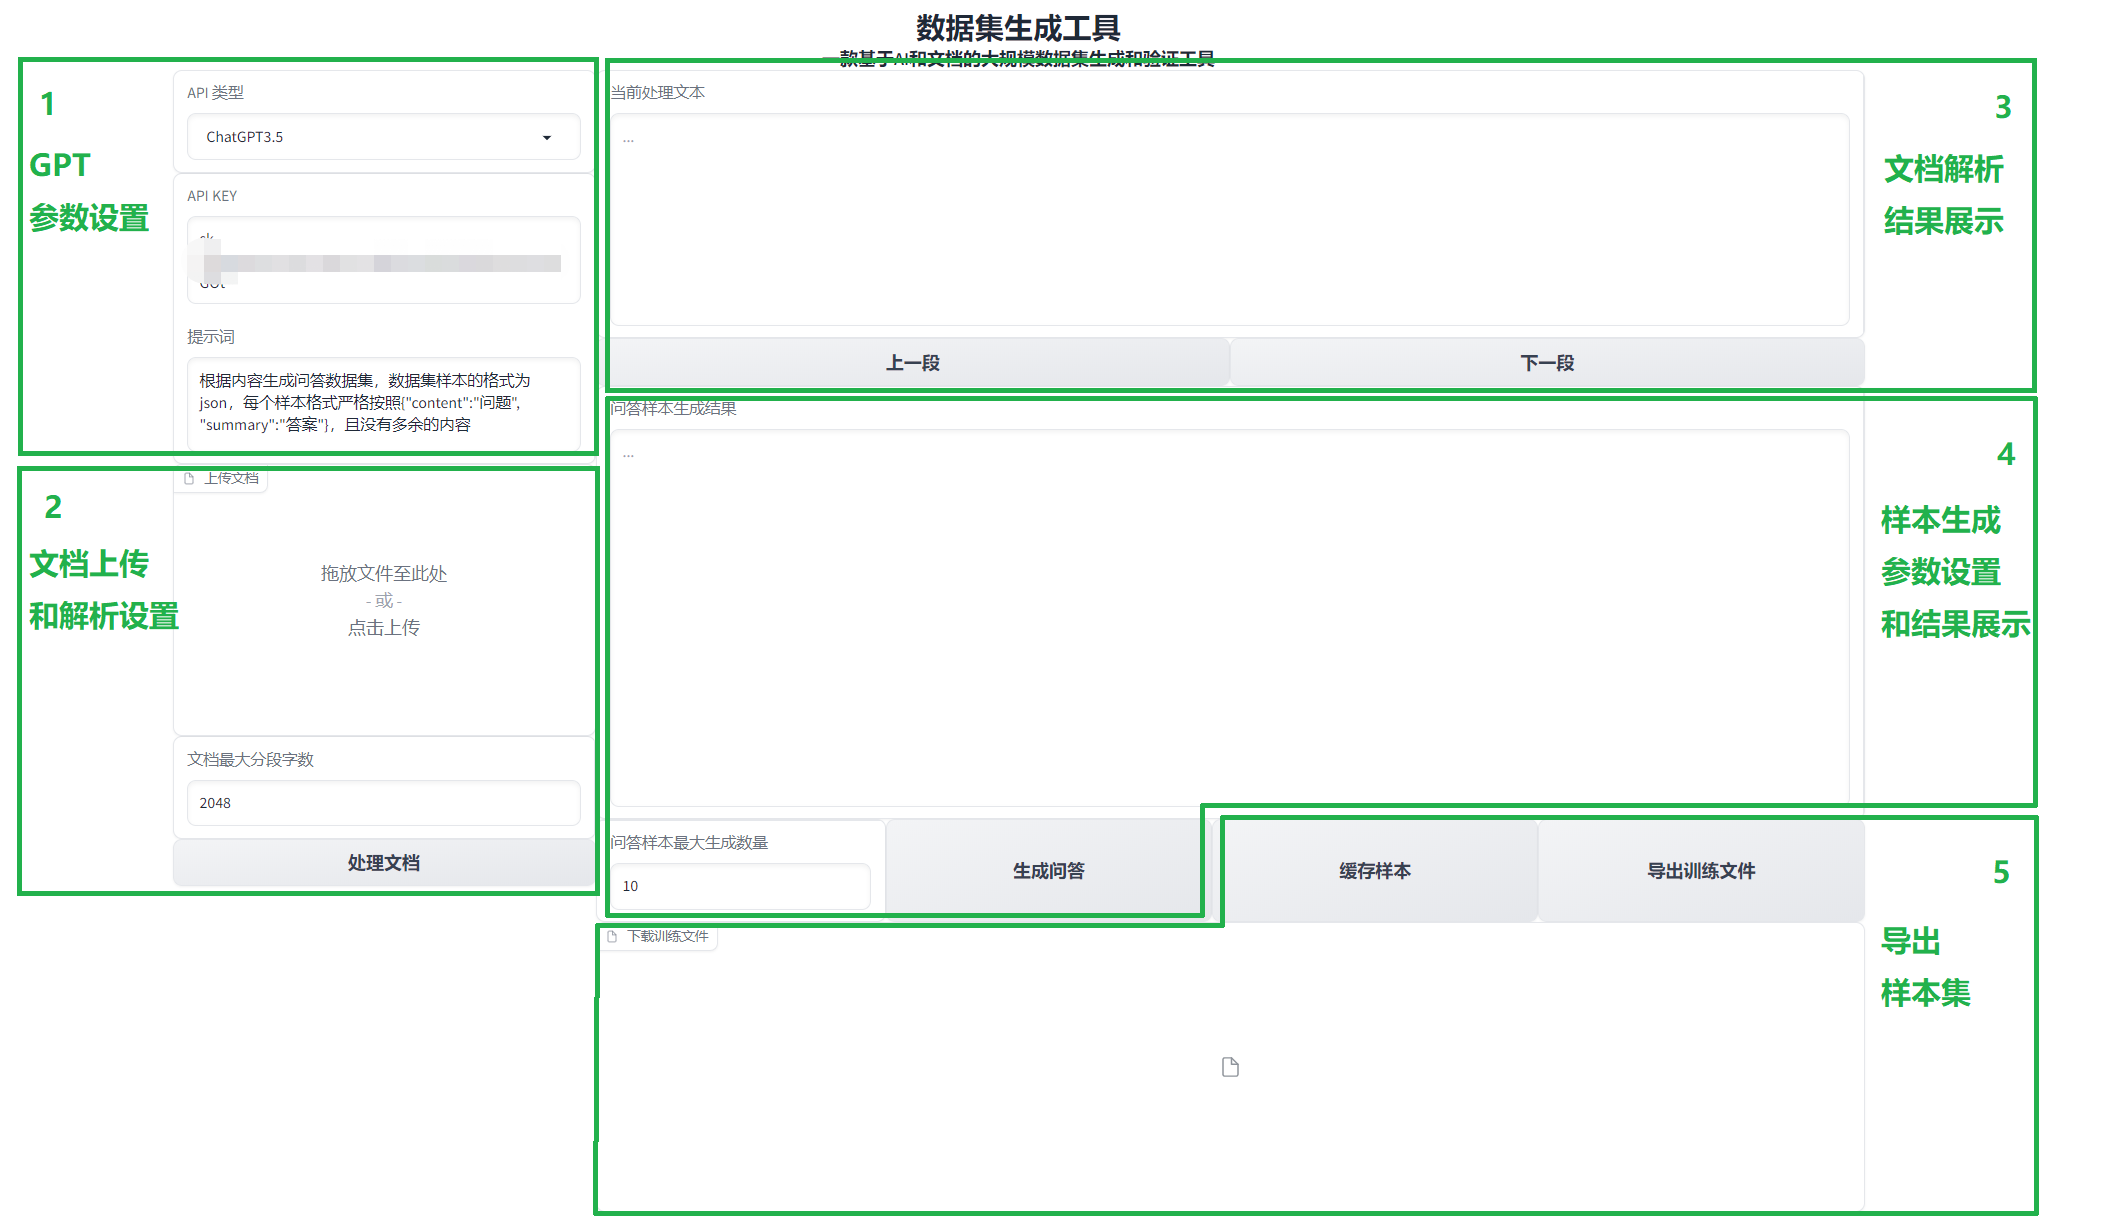 数据集生成工具
一款基于AI和文档的大规模数据集生成和验证工具
1
GPT
参数设置
API 类型
ChatGPT3.5
API KEY
提示词
根据内容生成问答数据集，数据集样本的格式为
json，每个样本格式严格按照{"content":"问题",
"summary":"答案"}，且没有多余的内容
2
文档上传
和解析设置
上传文档
拖放文件至此处
- 或 -
点击上传
文档最大分段字数
2048
处理文档
当前处理文本
...
上一段
下一段
3
文档解析
结果展示
问答样本生成结果
...
4
样本生成
参数设置
和结果展示
问答样本最大生成数量
10
生成问答
缓存样本
导出训练文件
5
导出
样本集
下载训练文件